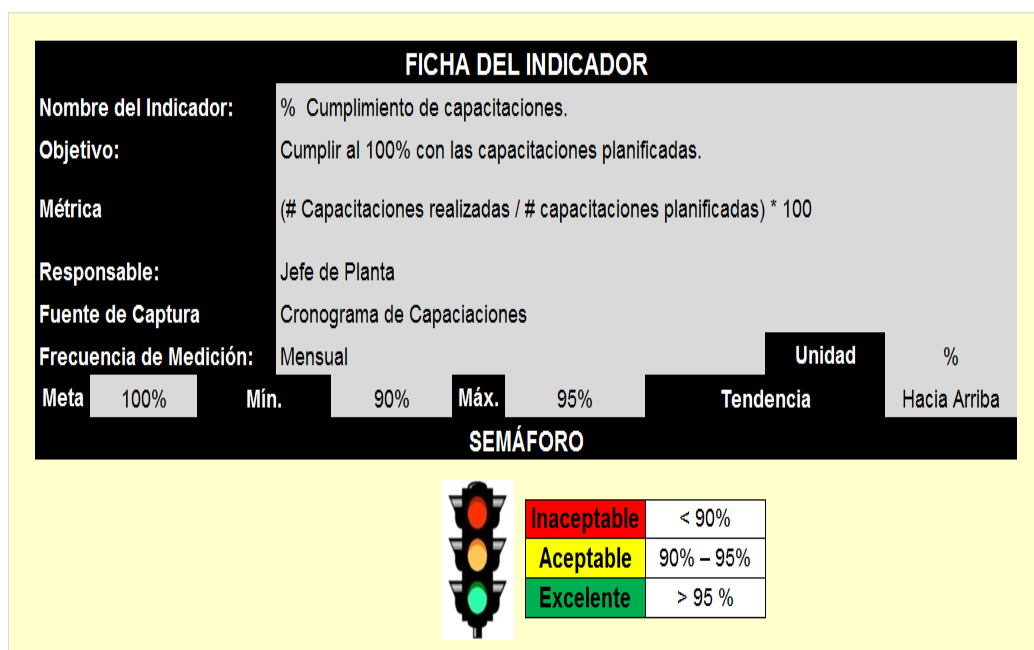 FICHA DEL INDICADOR
Nombre del Indicador: % Cumplimiento de capacitaciones.
Objetivo: Cumplir al 100% con las capacitaciones planificadas.
Métrica (# Capacitaciones realizadas / # capacitaciones planificadas) * 100
Responsable: Jefe de Planta
Fuente de Captura Cronograma de Capaciaciones
Frecuencia de Medición: Mensual Unidad %
Meta 100% Mín. 90% Máx. 95% Tendencia Hacia Arriba
SEMÁFORO
Inaceptable < 90%
Aceptable 90% – 95%
Excelente > 95 %